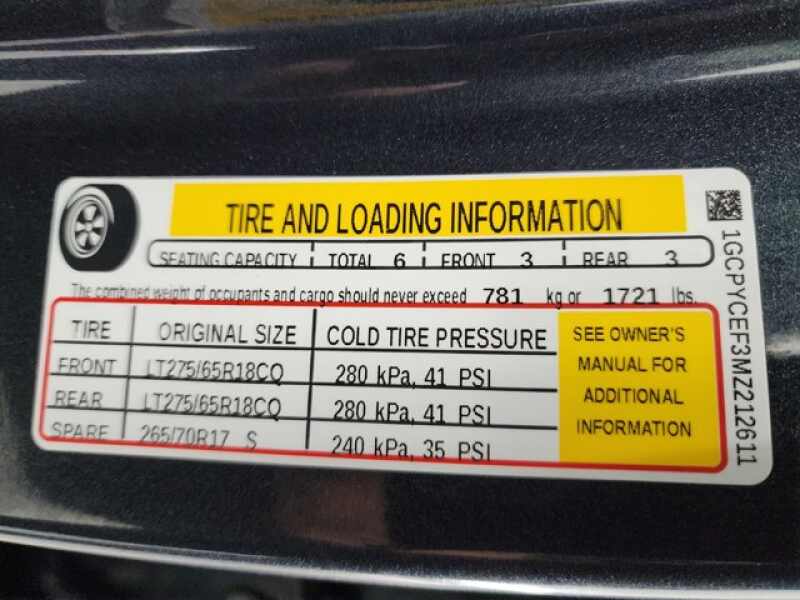 TIRE AND LOADING INFORMATION
SEATING CAPACITY TOTAL 6 FRONT 3 REAR 3
The combined weight of occupants and cargo should never exceed 781 kg or 1721 lbs.
TIRE ORIGINAL SIZE COLD TIRE PRESSURE
FRONT LT275/65R18CQ 280 kPa, 41 PSI
REAR LT275/65R18CQ 280 kPa, 41 PSI
SPARE 265/70R17 S 240 kPa, 35 PSI
SEE OWNER'S
MANUAL FOR
ADDITIONAL
INFORMATION
1GCPYCEF3MZ212611